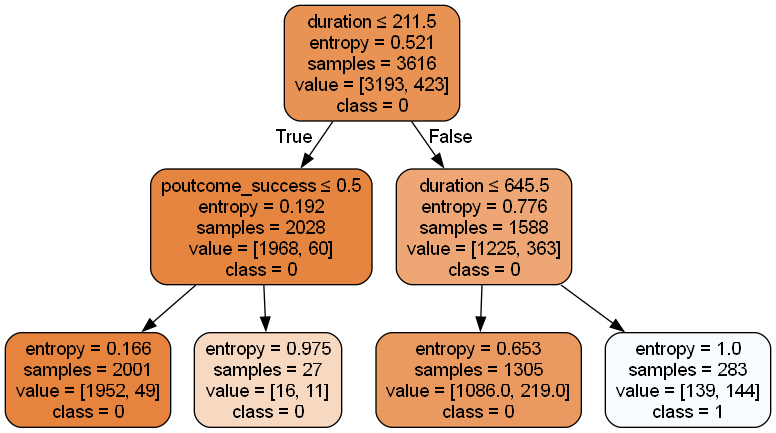 duration ≤ 211.5
entropy = 0.521
samples = 3616
value = [3193, 423]
class = 0
True
False
poutcome_success ≤ 0.5
entropy = 0.192
samples = 2028
value = [1968, 60]
class = 0
duration ≤ 645.5
entropy = 0.776
samples = 1588
value = [1225, 363]
class = 0
entropy = 0.166
samples = 2001
value = [1952, 49]
class = 0
entropy = 0.975
samples = 27
value = [16, 11]
class = 0
entropy = 0.653
samples = 1305
value = [1086.0, 219.0]
class = 0
entropy = 1.0
samples = 283
value = [139, 144]
class = 1